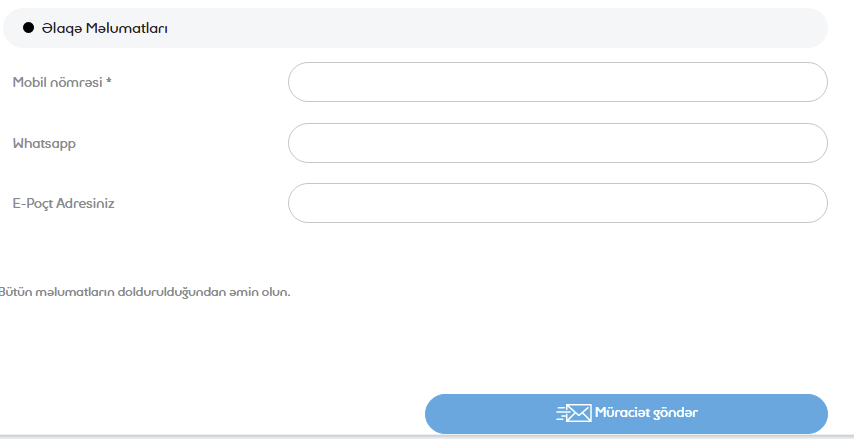 Əlaqə Məlumatları
Mobil nömrəsi *
Whatsapp
E-Poçt Adresiniz
Bütün məlumatların doldurulduğundan əmin olun.
Müraciət göndər